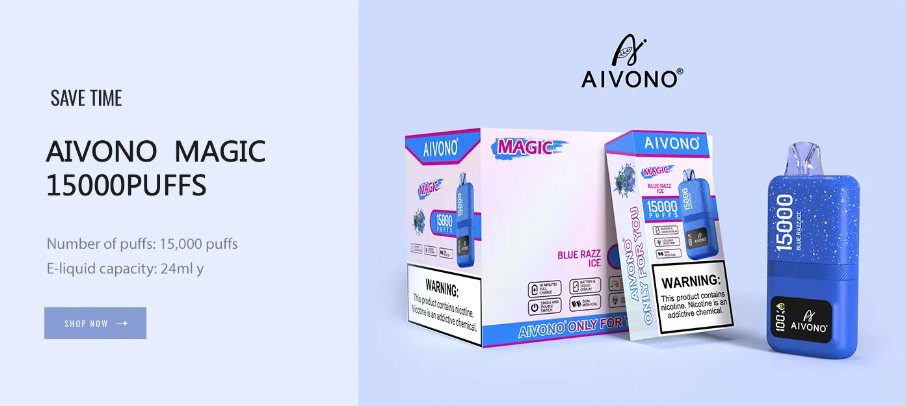 SAVE TIME
AIVONO MAGIC
15000PUFFS
Number of puffs: 15,000 puffs
E-liquid capacity: 24ml y
SHOP NOW
AIVONO®
AIVONO®
MAGIC
15000
PUFFS
15000
WARNING:
This product contains
nicotine. Nicotine is an
addictive chemical.
MAGIC
BLUE RAZZ
ICE
AIVONO® ONLY FOR
AIVONO®
MAGIC
BLUE RAZZ
ICE
15000
PUFFS
15000
AIVONO®
ONLY FOR YOU
WARNING:
This product contains
nicotine. Nicotine is an
addictive chemical.
15000
BLUE RAZZ ICE
100
AIVONO®